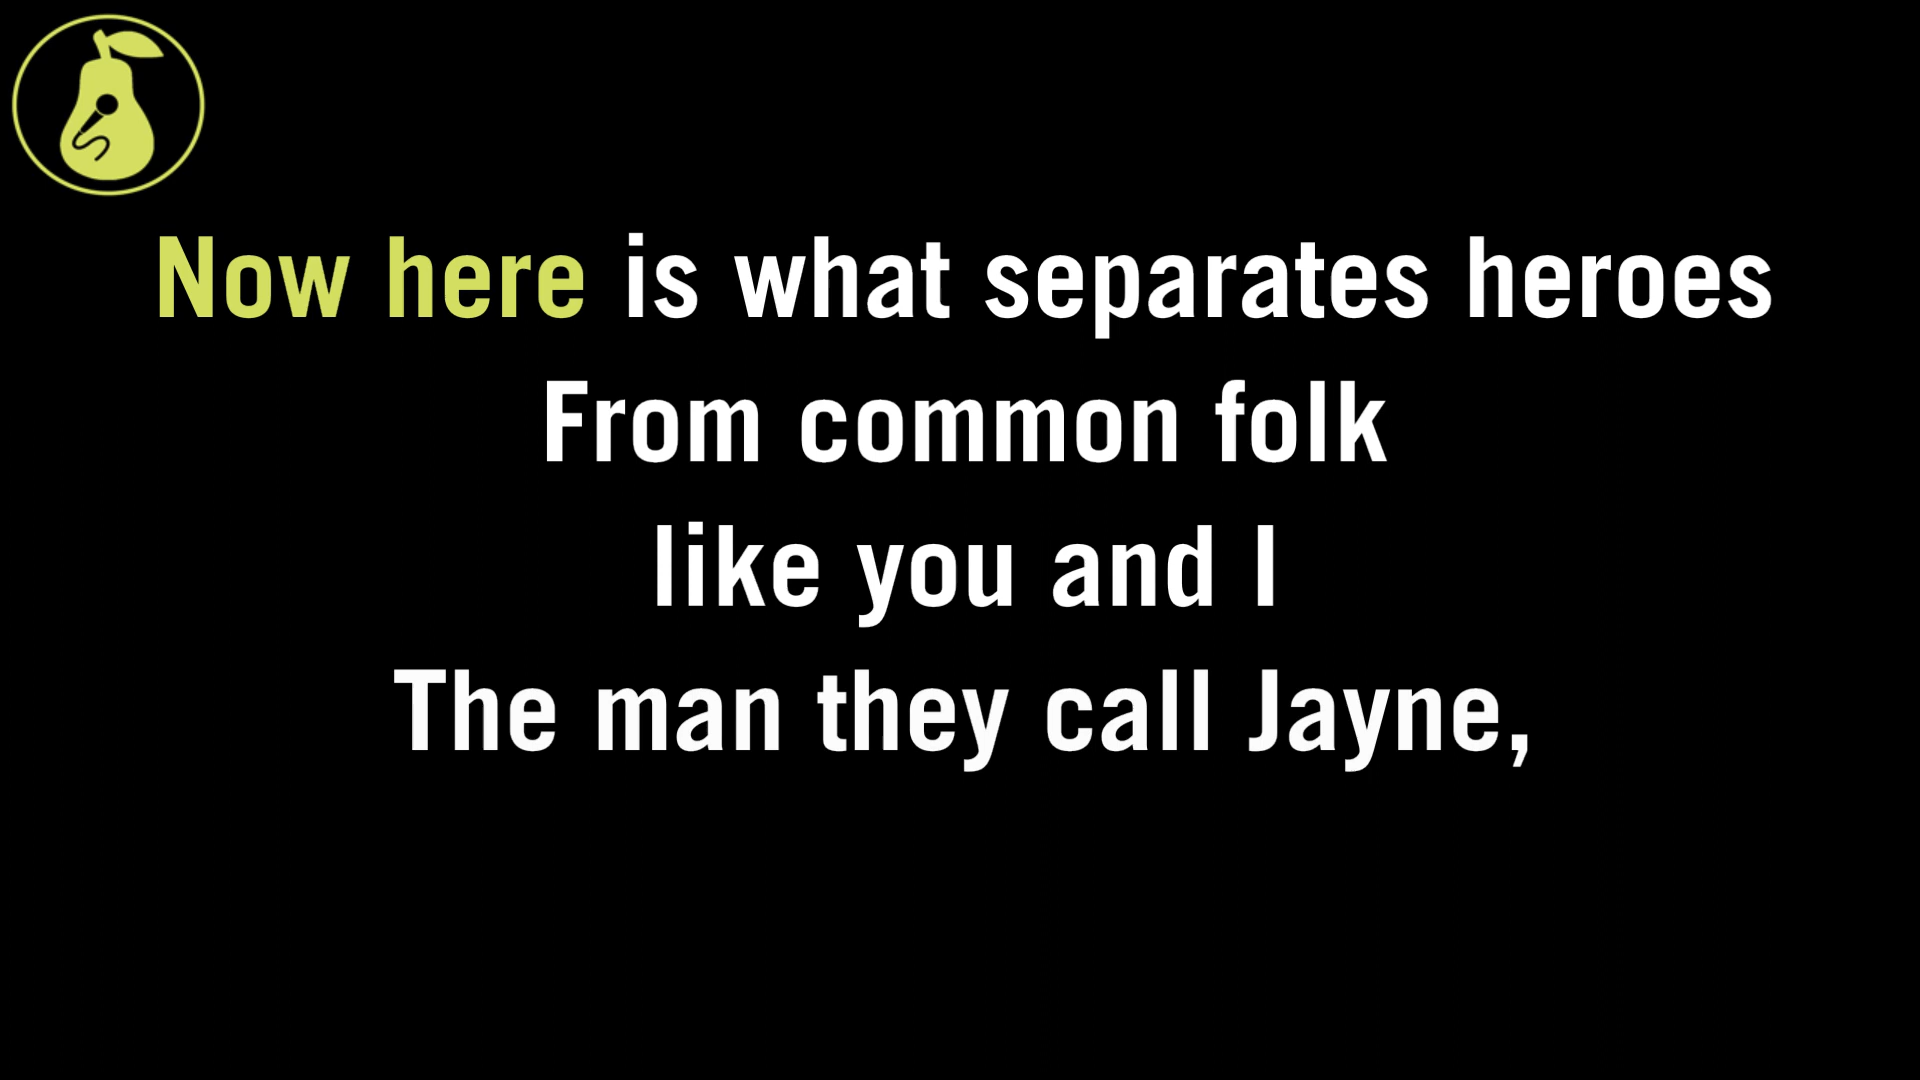 Now here is what separates heroes
From common folk
like you and I
The man they call Jayne,